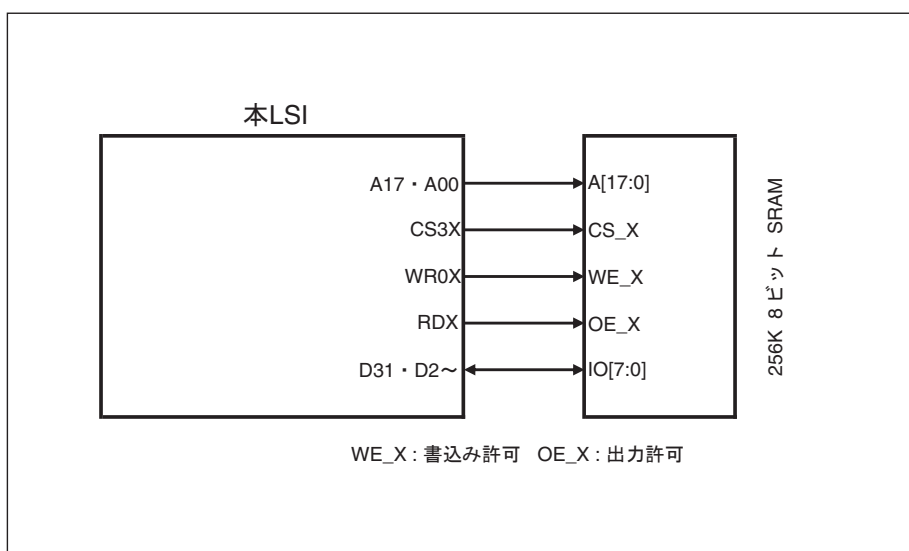 本LSI
A17・A00
CS3X
WR0X
RDX
D31・D2～
A[17:0]
CS_X
WE_X
OE_X
IO[7:0]
256K 8 ビット SRAM
WE_X : 書込み許可 OE_X : 出力許可